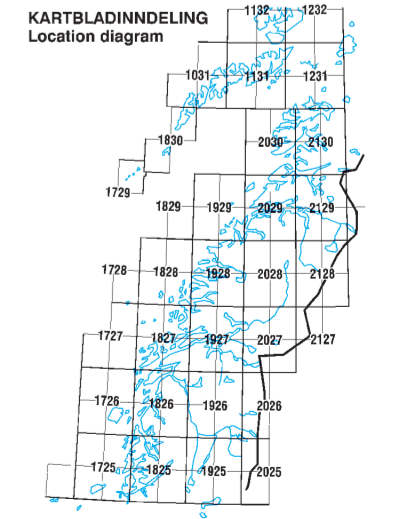 KARTBLADINNDELING
Location diagram
1132 1232
1031 1131 1231
1830 2030 2130
1729
1829 1929 2029 2129
1728 1828 1928 2028 2128
1727 1827 1927 2027 2127
1726 1826 1926 2026
1725 1825 1925 2025